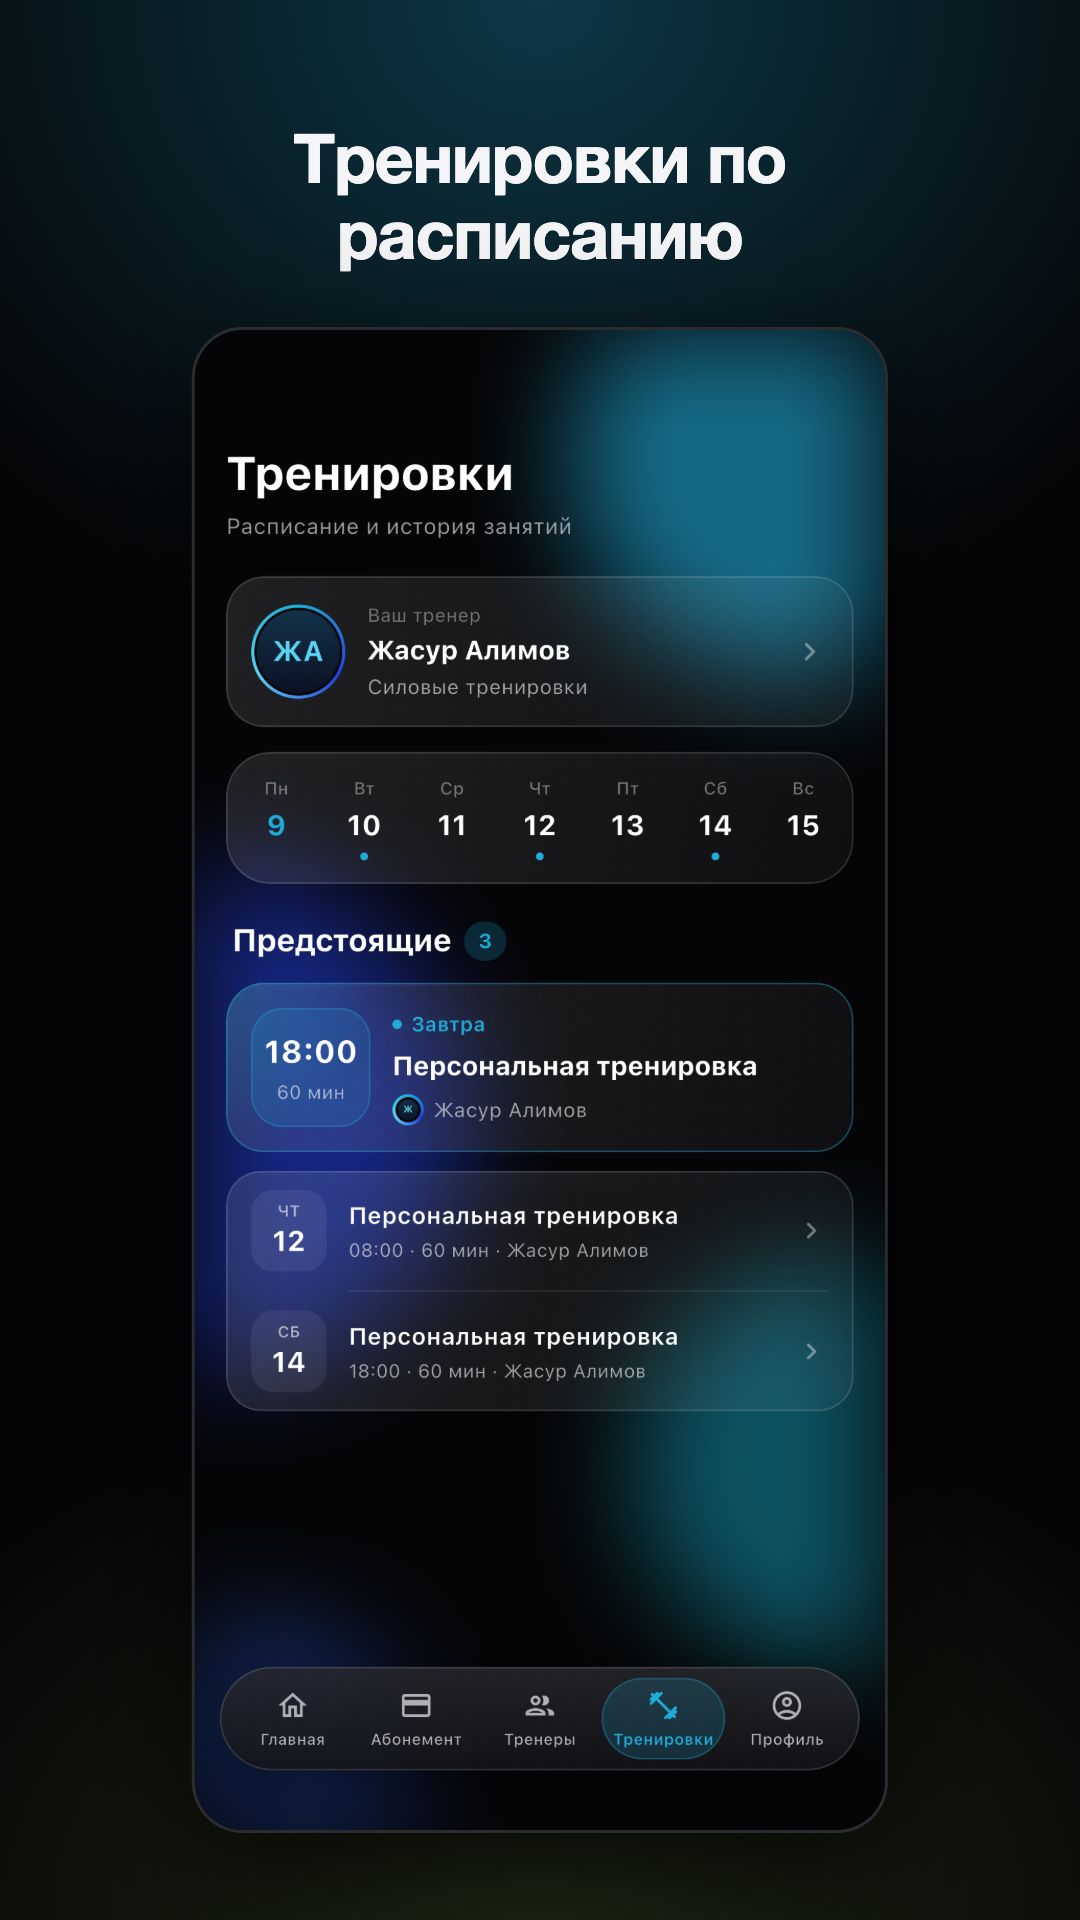 Тренировки по
расписанию
Тренировки
Расписание и история занятий
ЖА
Ваш тренер
Жасур Алимов
Силовые тренировки
Пн Вт Ср Чт Пт Сб Вс
9 10 11 12 13 14 15
Предстоящие 3
18:00
60 мин
Завтра
Персональная тренировка
Ж Жасур Алимов
ЧТ
12
Персональная тренировка
08:00 · 60 мин · Жасур Алимов
СБ
14
Персональная тренировка
18:00 · 60 мин · Жасур Алимов
Главная Абонемент Тренеры Тренировки Профиль